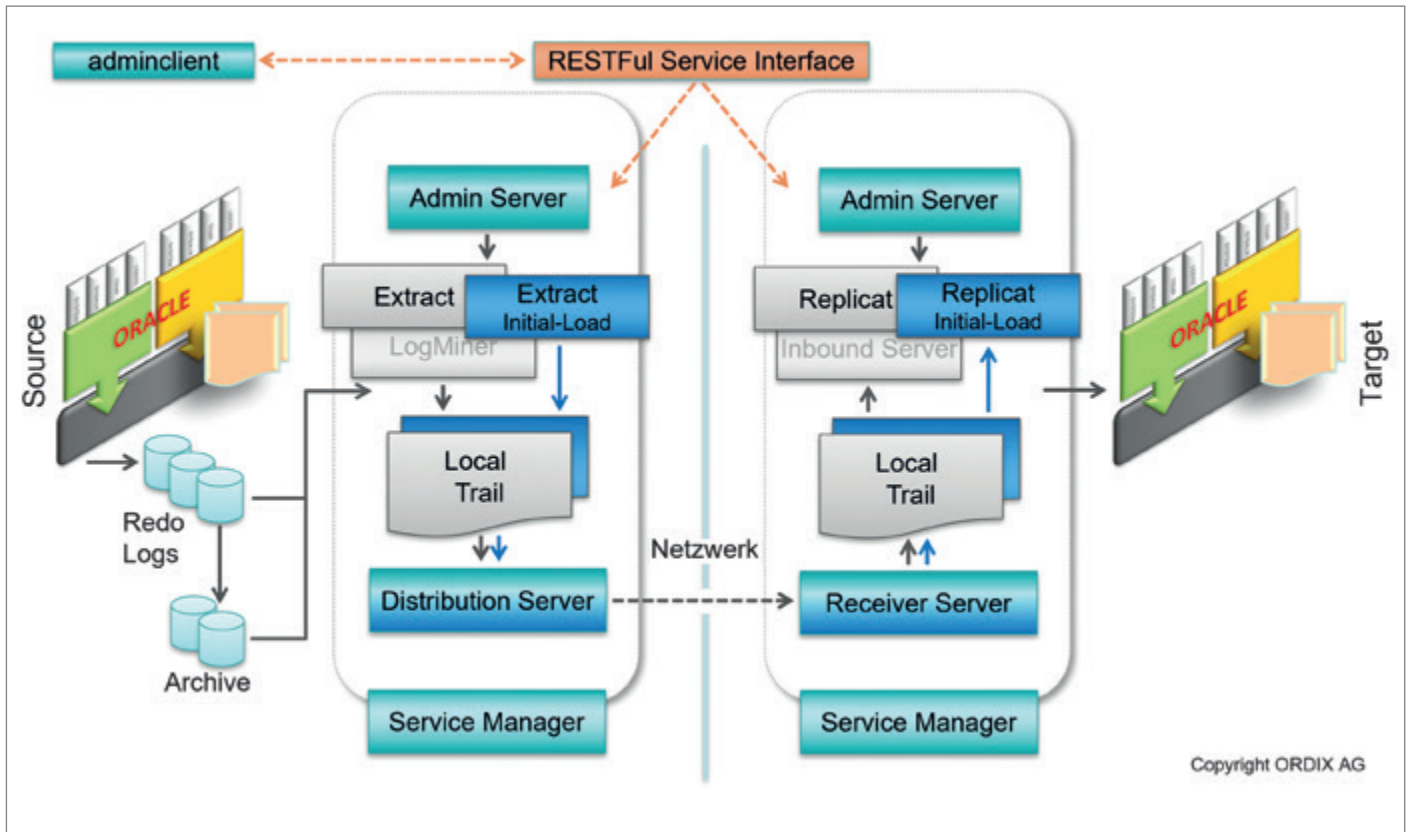 adminclient
RESTFul Service Interface
Admin Server
Admin Server
Extract
Extract
Initial-Load
LogMiner
Replicat
Replicat
Initial-Load
Inbound Server
Source
ORACLE
ORACLE
Target
Local
Trail
Local
Trail
Redo
Logs
Netzwerk
Distribution Server
Receiver Server
Archive
Service Manager
Service Manager
Copyright ORDIX AG